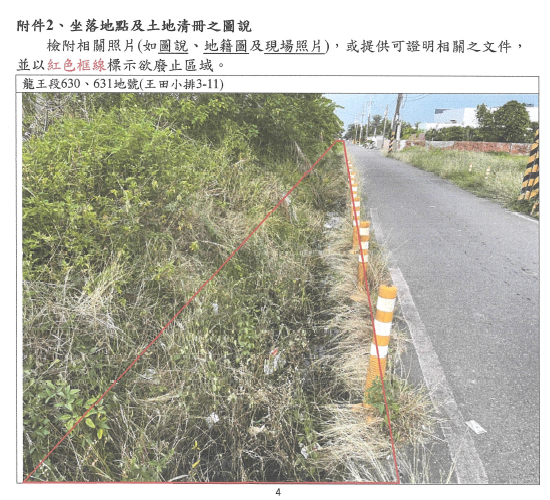 附件2、坐落地點及土地清冊之圖說
檢附相關照片(如圖說、地籍圖及現場照片)，或提供可證明相關之文件，
並以紅色框線標示欲廢止區域。
龍王段630、631地號(王田小排3-11)
4